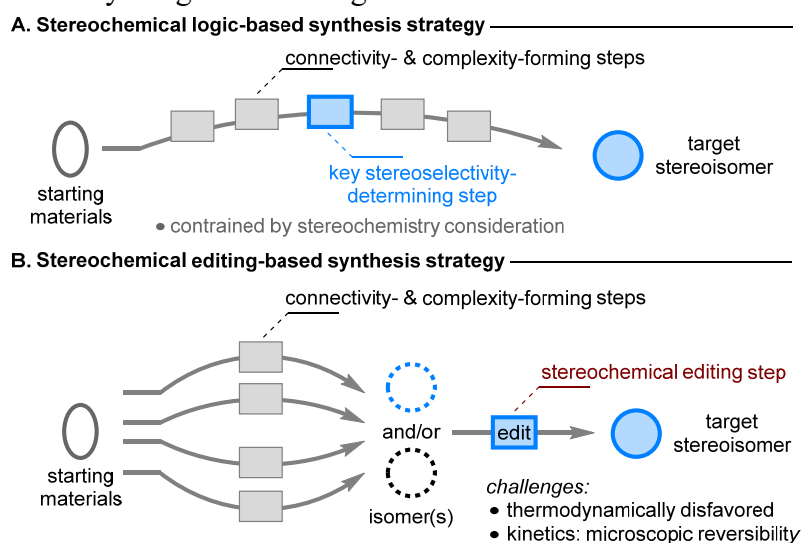 A. Stereochemical logic-based synthesis strategy
connectivity- & complexity-forming steps
starting
materials
key stereoselectivity-
determining step
target
stereoisomer
• contrained by stereochemistry consideration
B. Stereochemical editing-based synthesis strategy
connectivity- & complexity-forming steps
starting
materials
and/or
isomer(s)
stereochemical editing step
edit
target
stereoisomer
challenges:
• thermodynamically disfavored
• kinetics: microscopic reversibility